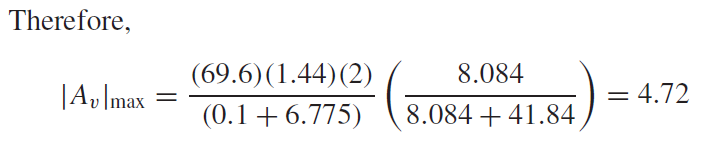 Therefore,
|A_v|max = (69.6)(1.44)(2) / (0.1 + 6.775) ( 8.084 / 8.084 + 41.84 ) = 4.72